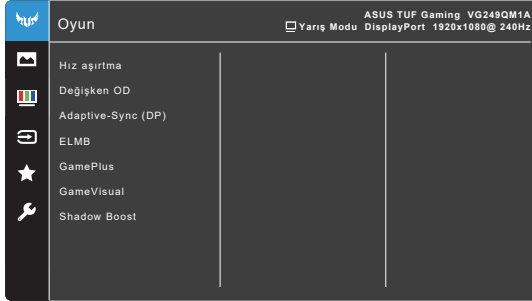 Oyun
ASUS TUF Gaming VG249QM1A
Yarış Modu DisplayPort 1920x1080@ 240Hz
Hız aşırtma
Değişken OD
Adaptive-Sync (DP)
ELMB
GamePlus
GameVisual
Shadow Boost